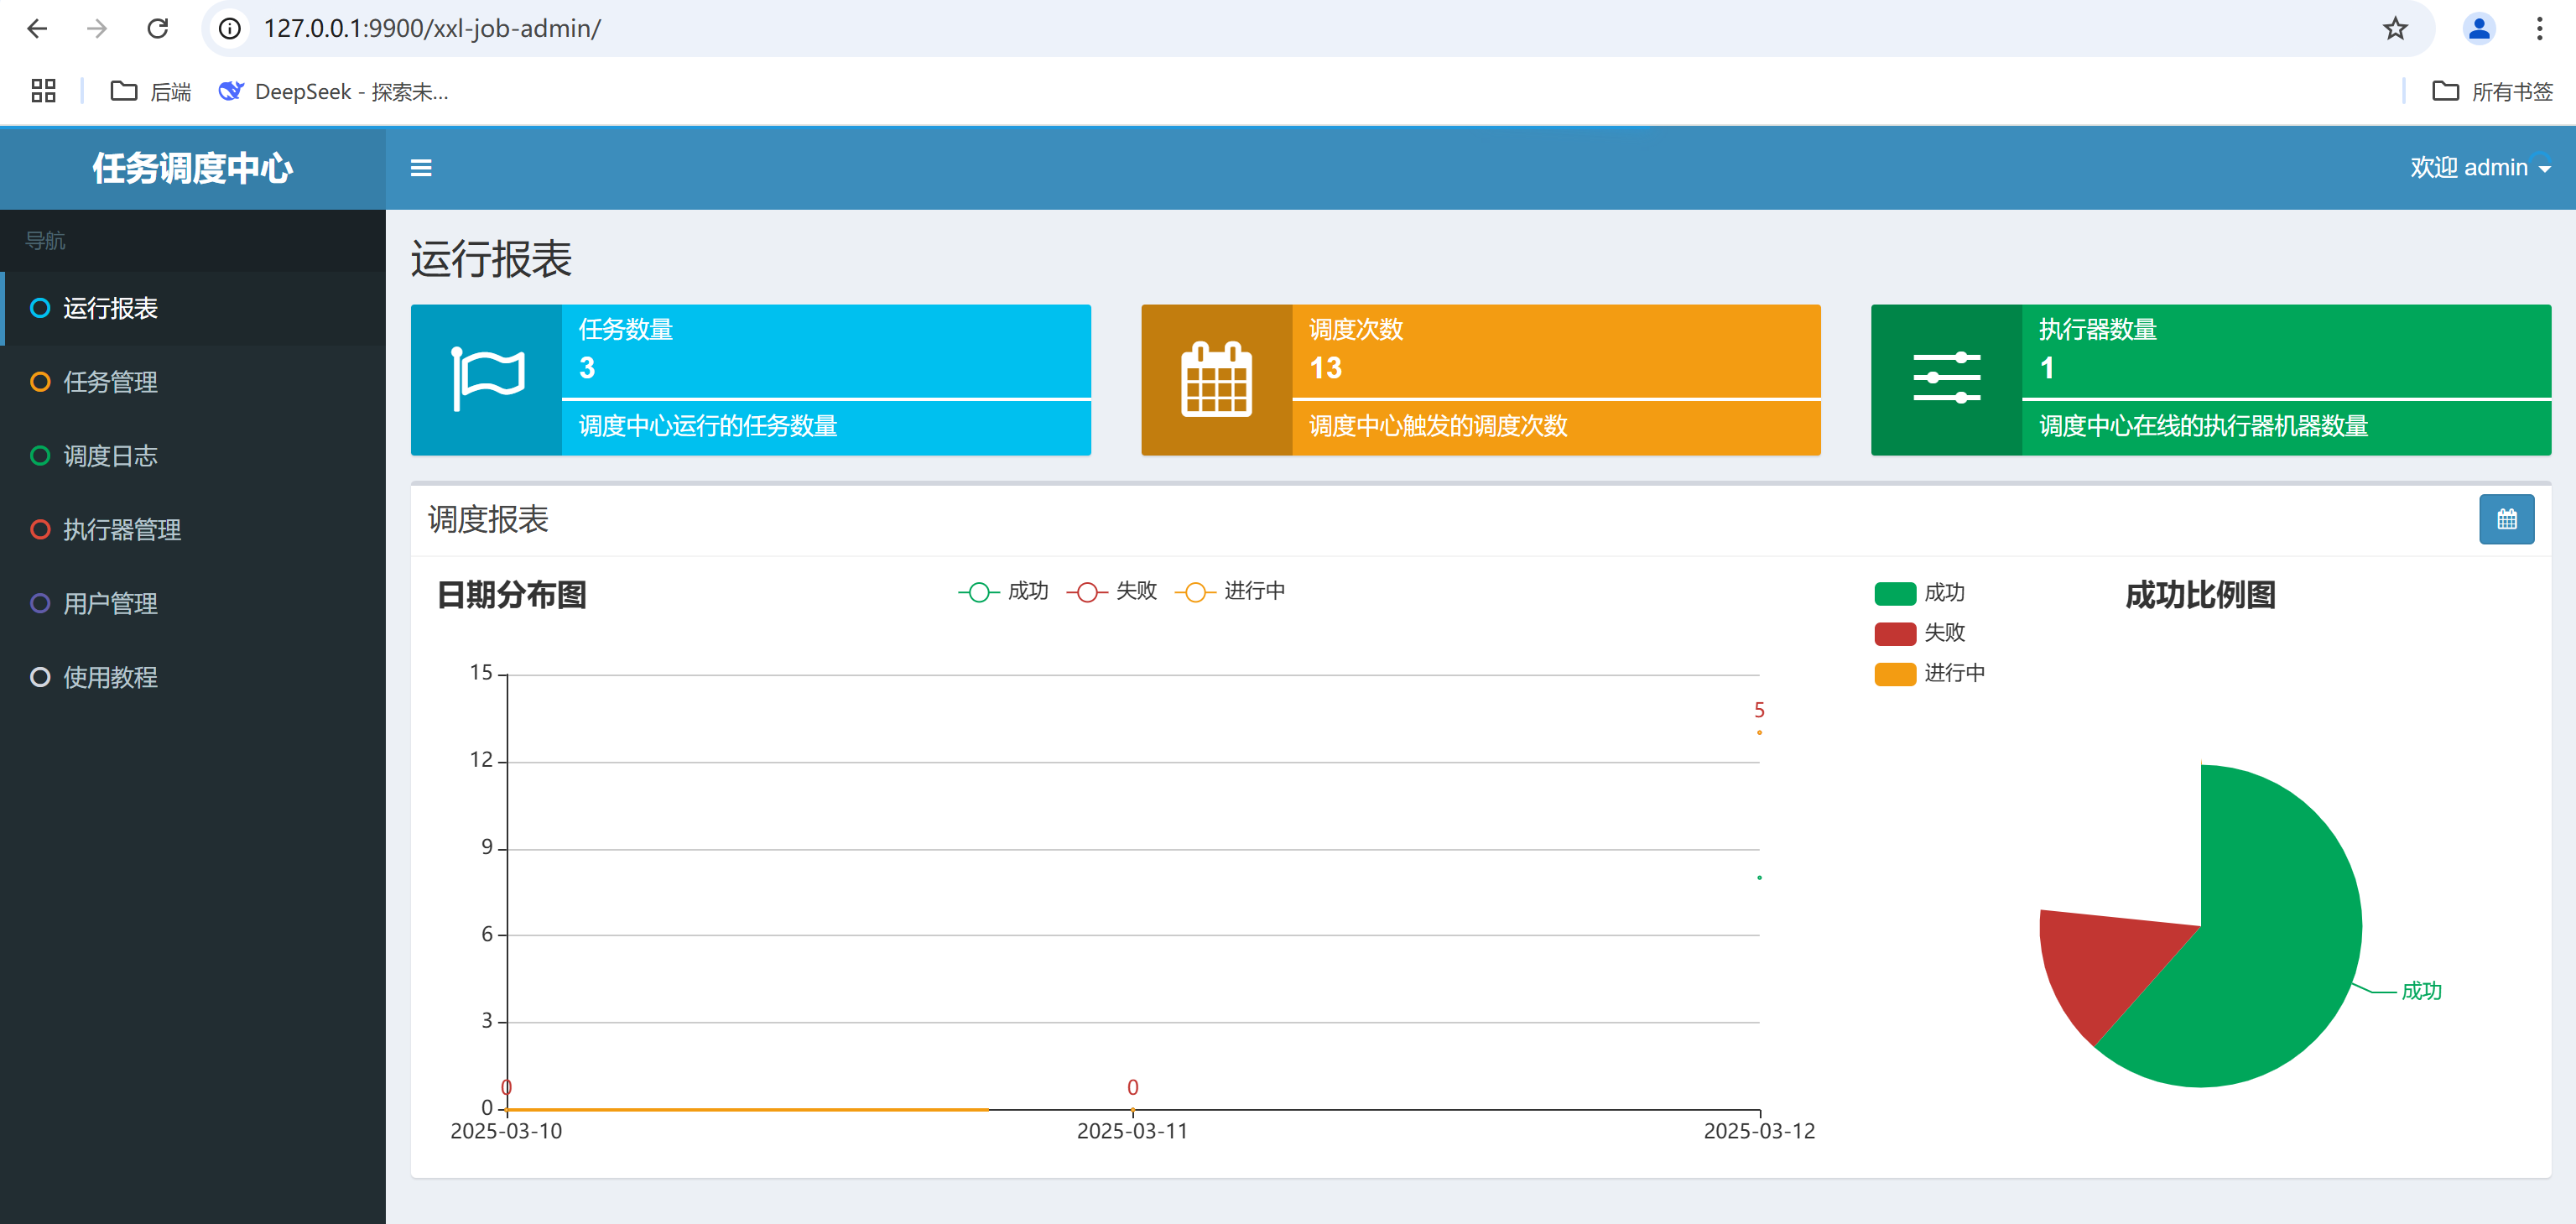 127.0.0.1:9900/xxl-job-admin/
后端
DeepSeek - 探索未...
所有书签
任务调度中心
欢迎 admin
导航
运行报表
任务管理
调度日志
执行器管理
用户管理
使用教程
运行报表
任务数量
3
调度中心运行的任务数量
调度次数
13
调度中心触发的调度次数
执行器数量
1
调度中心在线的执行器机器数量
调度报表
日期分布图
成功 失败 进行中
15
12
9
6
3
0
5
0
0
2025-03-10 2025-03-11 2025-03-12
成功比例图
成功
失败
进行中
成功